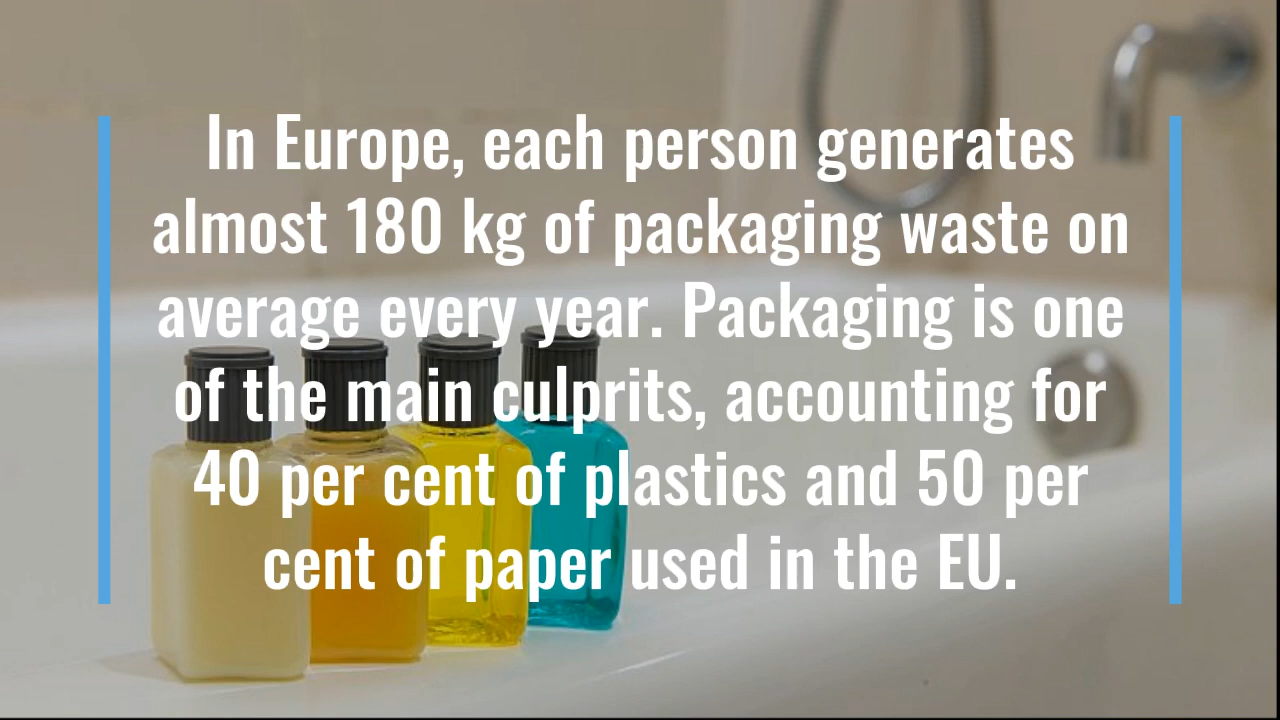 In Europe, each person generates
almost 180 kg of packaging waste on
average every year. Packaging is one
of the main culprits, accounting for
40 per cent of plastics and 50 per
cent of paper used in the EU.